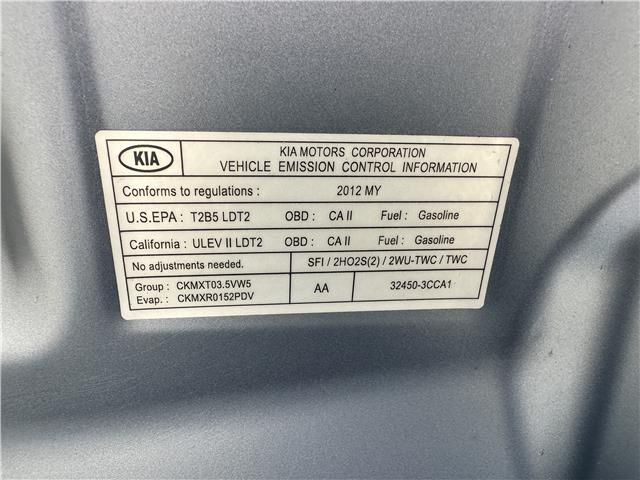 KIA
KIA MOTORS CORPORATION
VEHICLE EMISSION CONTROL INFORMATION
Conforms to regulations : 2012 MY
U.S.EPA : T2B5 LDT2 OBD : CA II Fuel : Gasoline
California : ULEV II LDT2 OBD : CA II Fuel : Gasoline
No adjustments needed. SFI / 2HO2S(2) / 2WU-TWC / TWC
Group : CKMXT03.5VW5 AA 32450-3CCA1
Evap. : CKMXR0152PDV